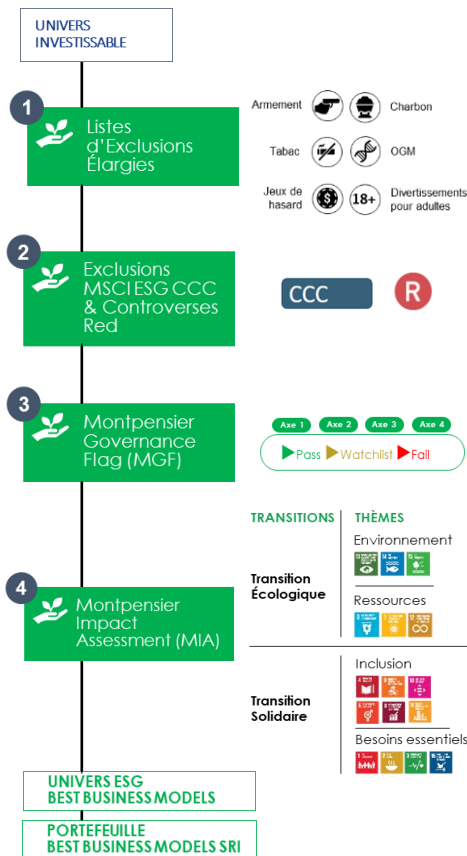 UNIVERS
INVESTISSABLE
1
Listes
d'Exclusions
Élargies
Armement
Charbon
Tabac
OGM
Jeux de
hasard
$
18+
Divertissements
pour adultes
2
Exclusions
MSCI ESG CCC
& Controverses
Red
CCC
R
3
Montpensier
Governance
Flag (MGF)
Axe 1 Axe 2 Axe 3 Axe 4
Pass Watchlist Fail
TRANSITIONS THÈMES
Environnement
Transition
Écologique
Ressources
4
Montpensier
Impact
Assessment (MIA)
Inclusion
Transition
Solidaire
Besoins essentiels
UNIVERS ESG
BEST BUSINESS MODELS
PORTEFEUILLE
BEST BUSINESS MODELS SRI